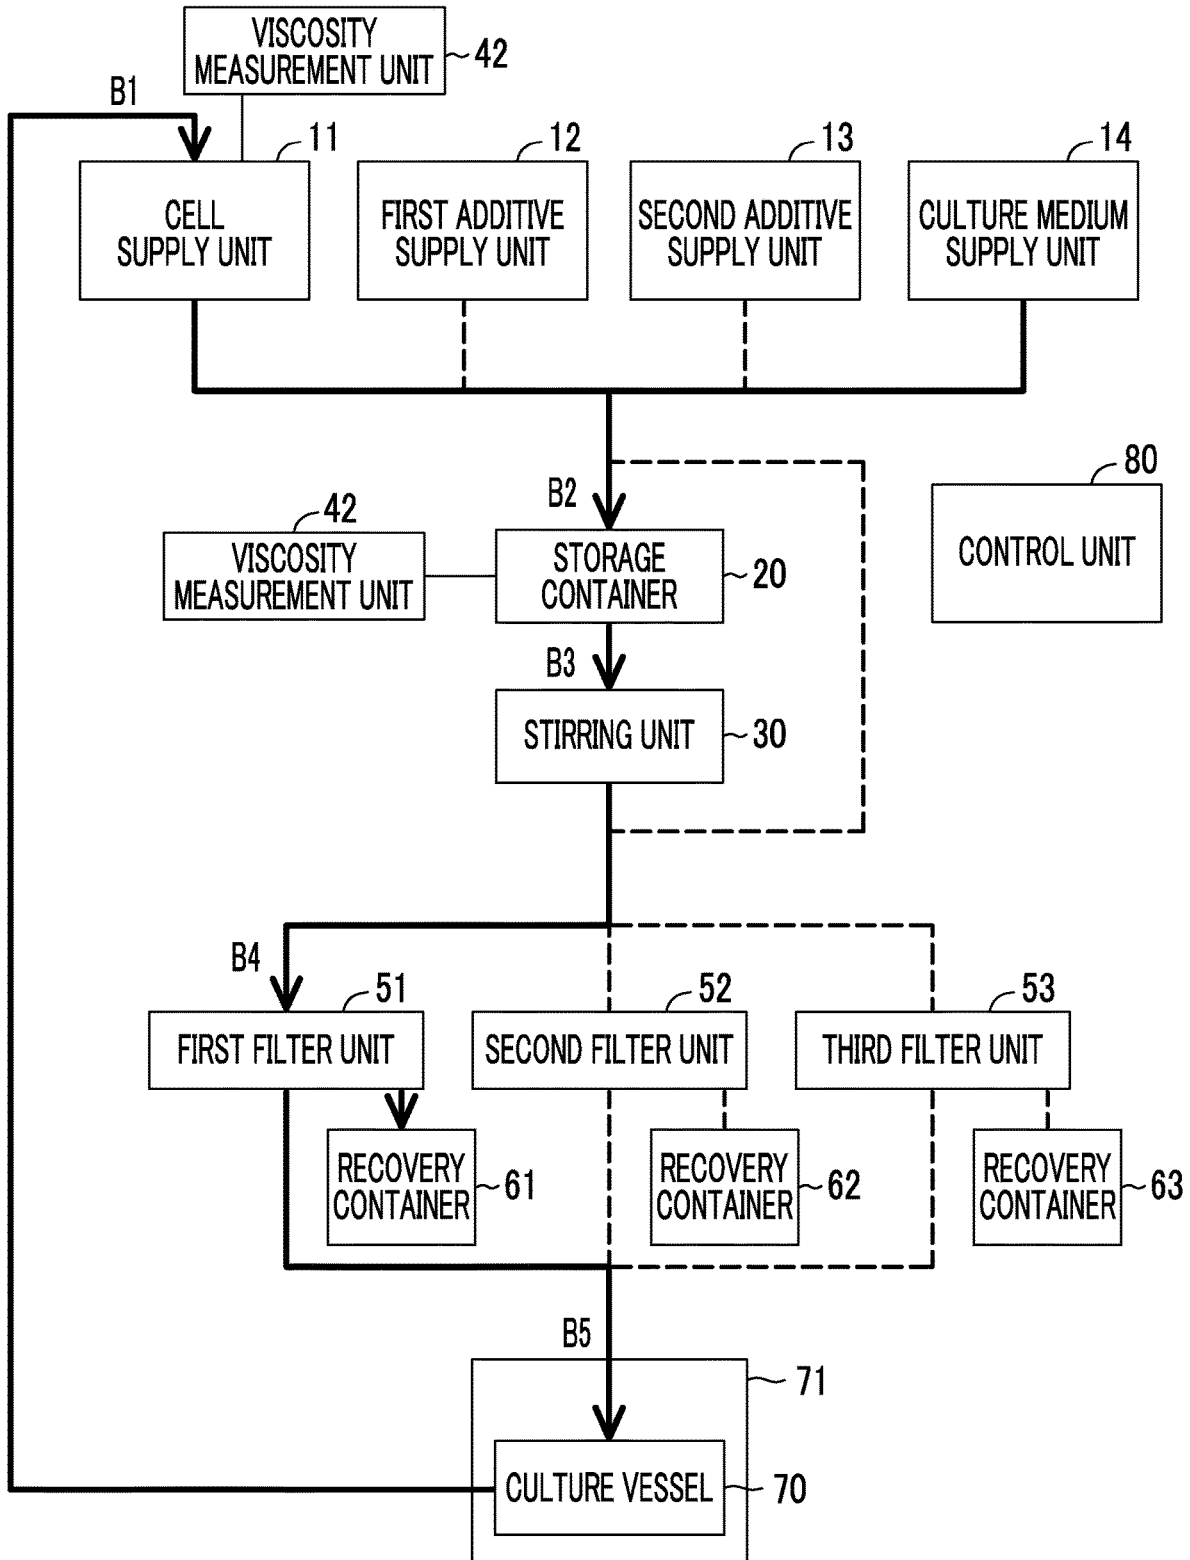 VISCOSITY
MEASUREMENT UNIT
42
B1
11
12
13
14
CELL
SUPPLY UNIT
FIRST ADDITIVE
SUPPLY UNIT
SECOND ADDITIVE
SUPPLY UNIT
CULTURE MEDIUM
SUPPLY UNIT
B2
42
VISCOSITY
MEASUREMENT UNIT
STORAGE
CONTAINER
20
80
CONTROL UNIT
B3
STIRRING UNIT
30
B4
51
52
53
FIRST FILTER UNIT
SECOND FILTER UNIT
THIRD FILTER UNIT
RECOVERY
CONTAINER
61
RECOVERY
CONTAINER
62
RECOVERY
CONTAINER
63
B5
71
CULTURE VESSEL
70